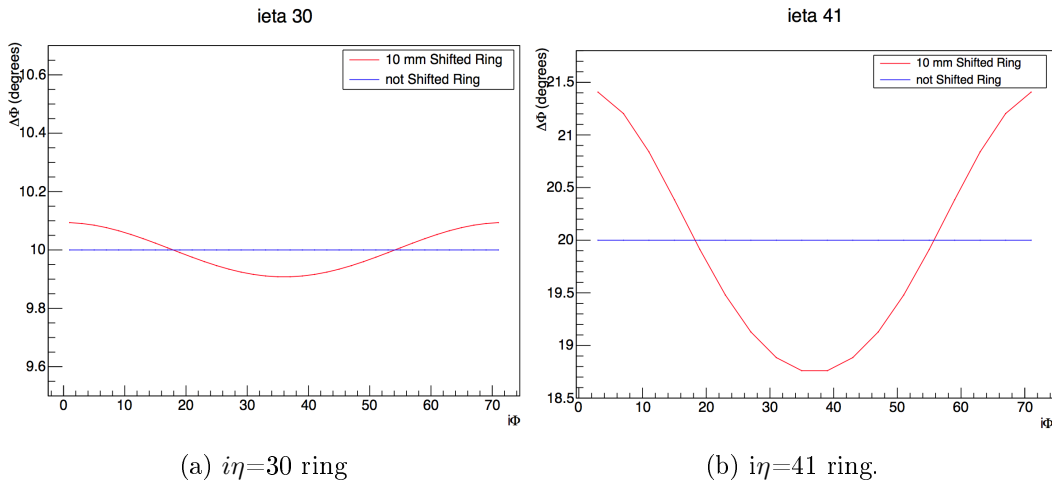 ieta 30
10 mm Shifted Ring
not Shifted Ring
ΔΦ (degrees)
10.6
10.4
10.2
10
9.8
9.6
0 10 20 30 40 50 60 70
iΦ
(a) iη=30 ring
ieta 41
10 mm Shifted Ring
not Shifted Ring
ΔΦ (degrees)
21.5
21
20.5
20
19.5
19
18.5
0 10 20 30 40 50 60 70
iΦ
(b) iη=41 ring.